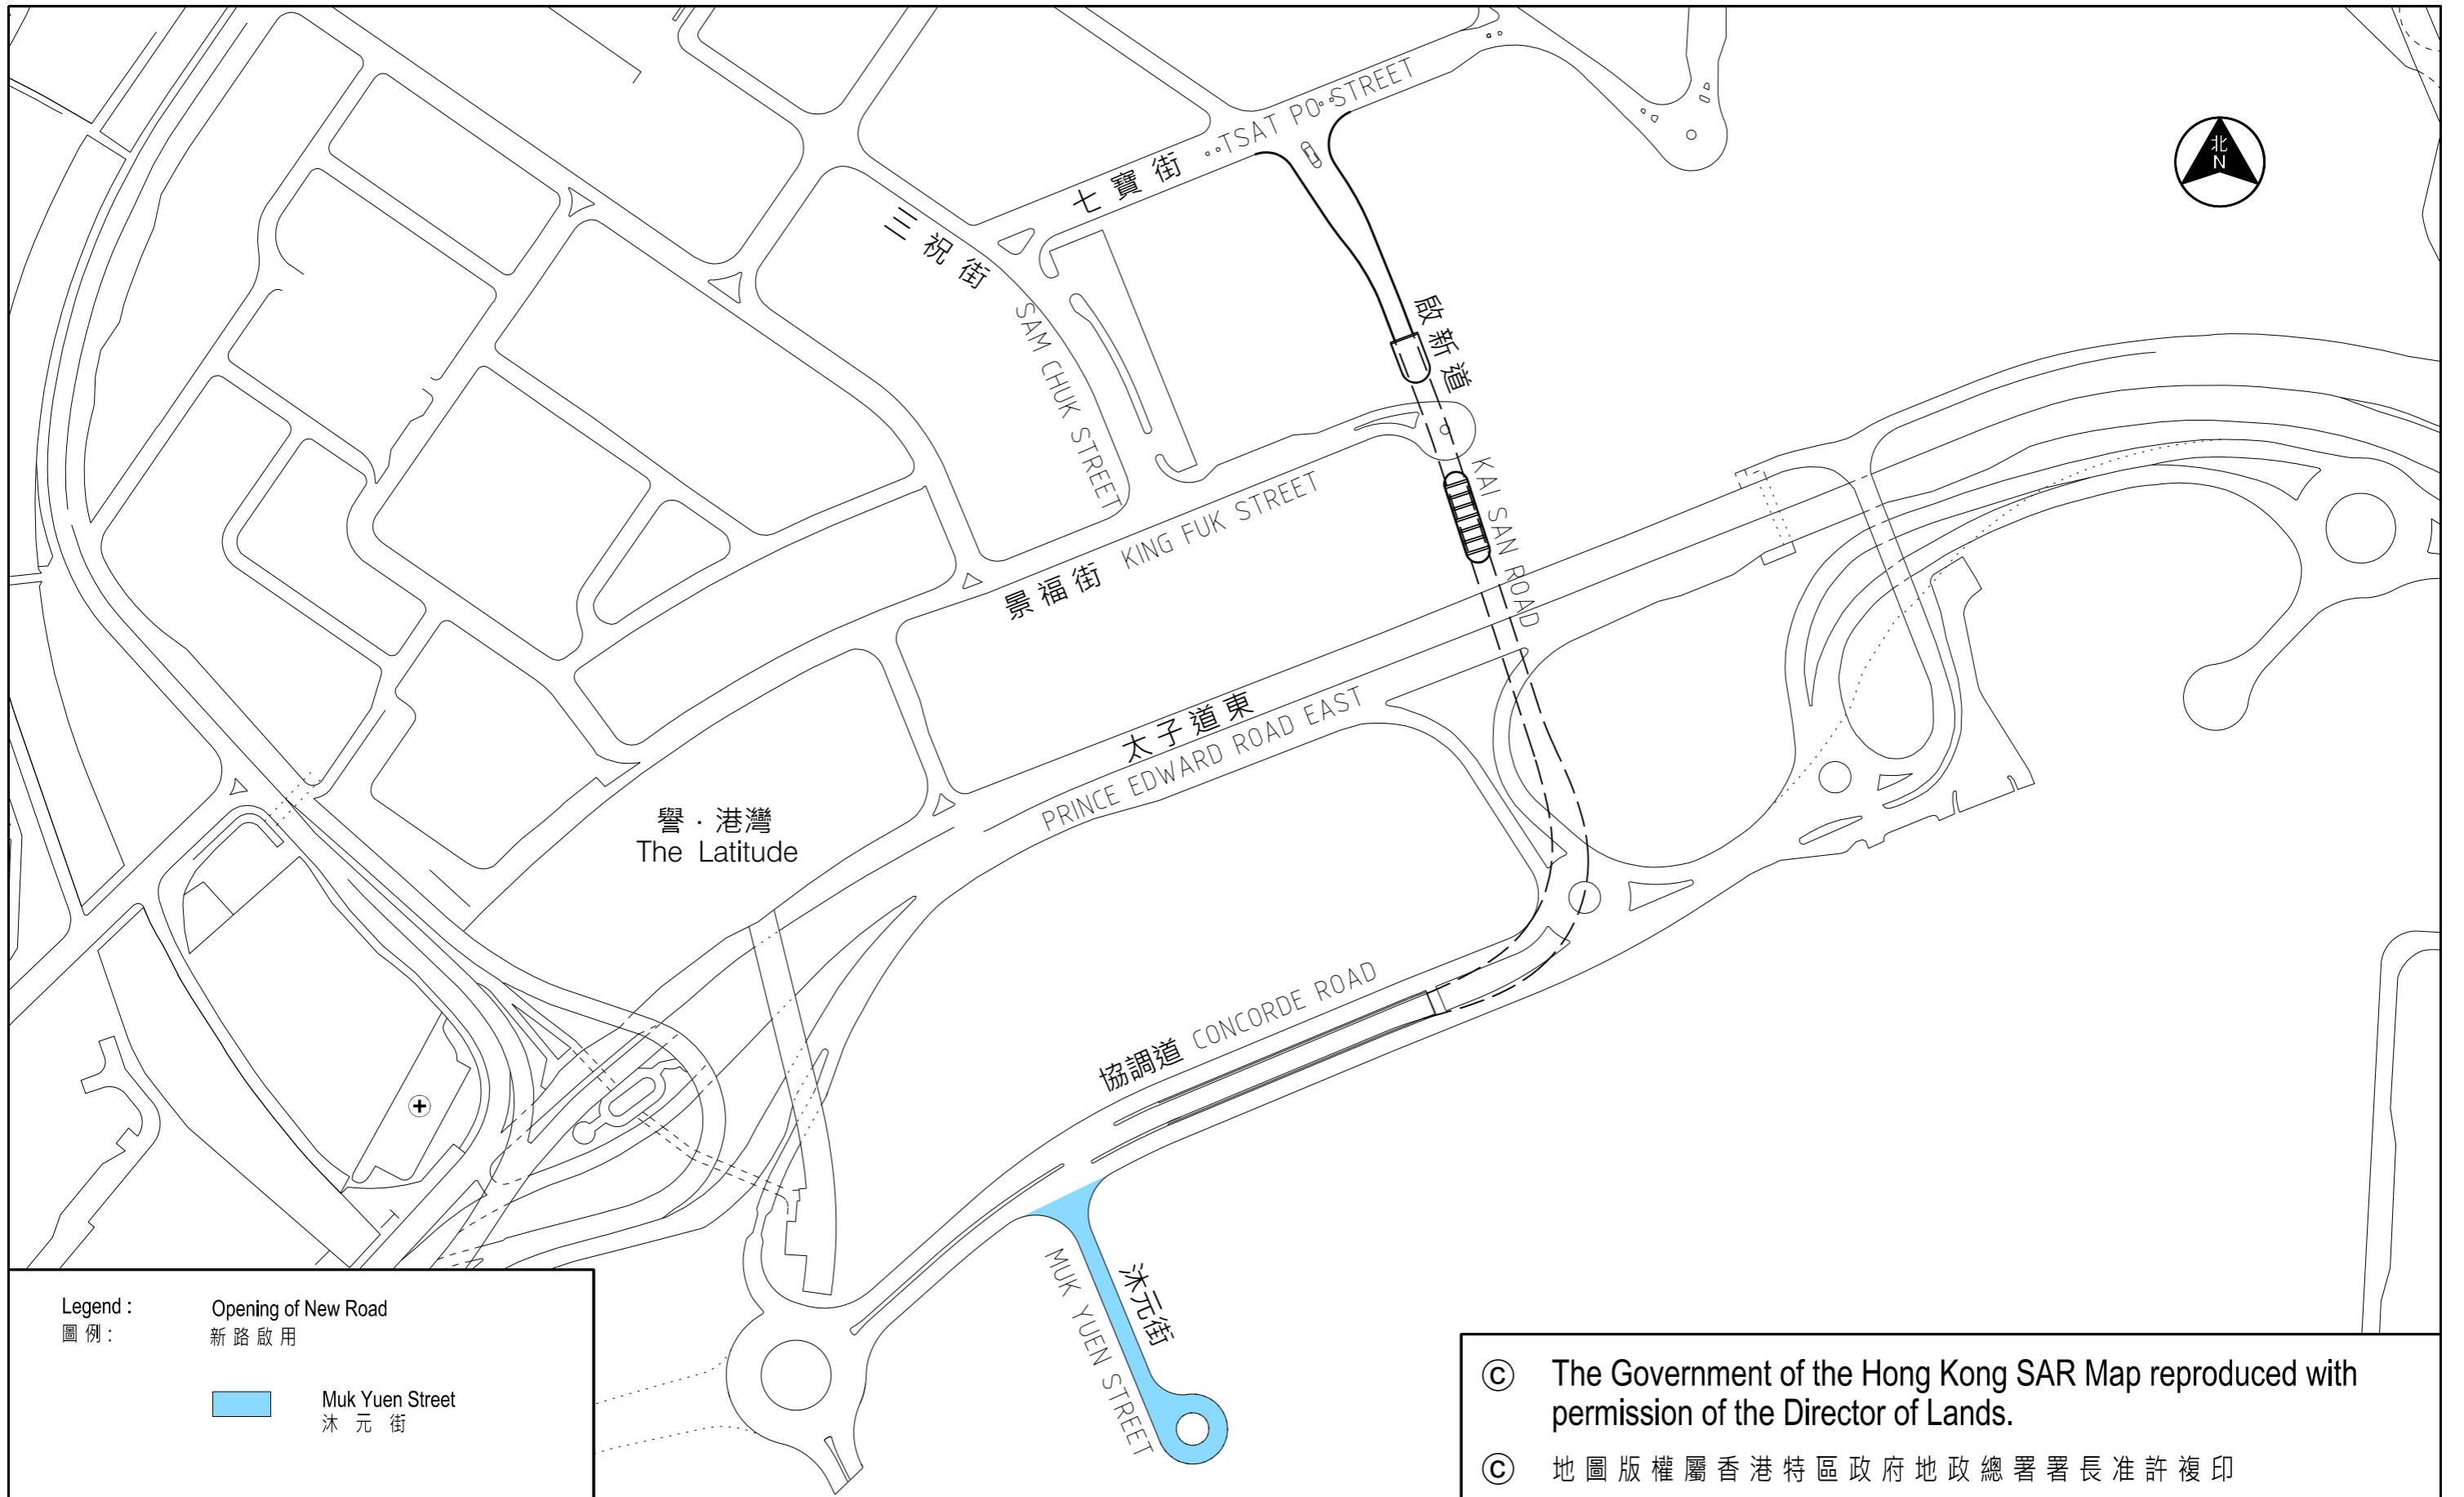 七寶街 TSAT PO STREET
北
N
三祝街
SAM CHUK STREET
啟新道
KAI SAN ROAD
景福街 KING FUK STREET
太子道東
PRINCE EDWARD ROAD EAST
譽·港灣
The Latitude
協調道 CONCORDE ROAD
沐元街
MUK YUEN STREET
Legend : Opening of New Road
圖例: 新路啟用
Muk Yuen Street
沐元街
© The Government of the Hong Kong SAR Map reproduced with
permission of the Director of Lands.
© 地圖版權屬香港特區政府地政總署署長准許複印